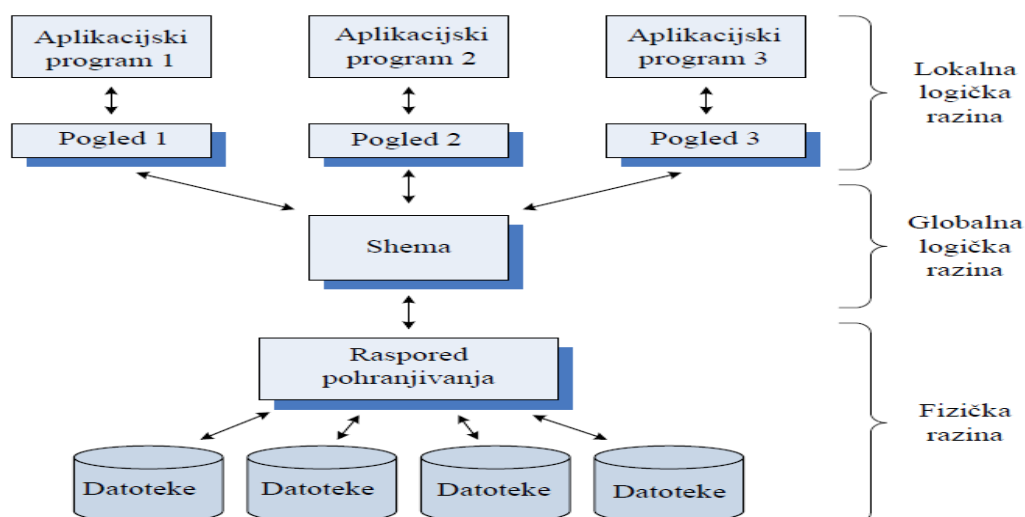 Aplikacijski
program 1
Aplikacijski
program 2
Aplikacijski
program 3
Lokalna
logička
razina
Pogled 1
Pogled 2
Pogled 3
Shema
Globalna
logička
razina
Raspored
pohranjivanja
Fizička
razina
Datoteke
Datoteke
Datoteke
Datoteke